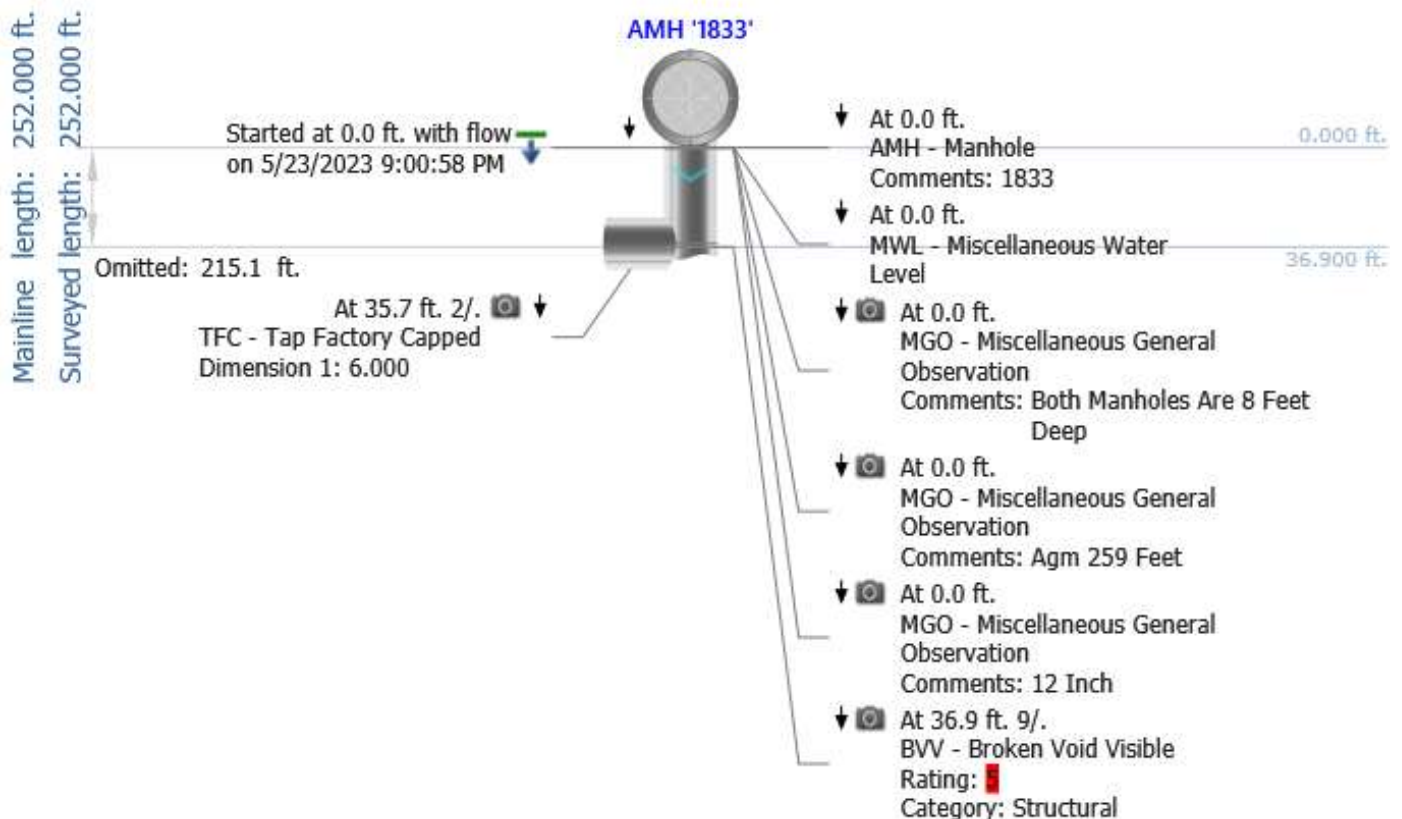 Mainline length: 252.000 ft.
Surveyed length: 252.000 ft.
AMH '1833'
Started at 0.0 ft. with flow
on 5/23/2023 9:00:58 PM
Omitted: 215.1 ft.
At 35.7 ft. 2/.
TFC - Tap Factory Capped
Dimension 1: 6.000
At 0.0 ft.
AMH - Manhole
Comments: 1833
0.000 ft.
At 0.0 ft.
MWL - Miscellaneous Water
Level
36.900 ft.
At 0.0 ft.
MGO - Miscellaneous General
Observation
Comments: Both Manholes Are 8 Feet
Deep
At 0.0 ft.
MGO - Miscellaneous General
Observation
Comments: Agm 259 Feet
At 0.0 ft.
MGO - Miscellaneous General
Observation
Comments: 12 Inch
At 36.9 ft. 9/.
BVV - Broken Void Visible
Rating: 5
Category: Structural